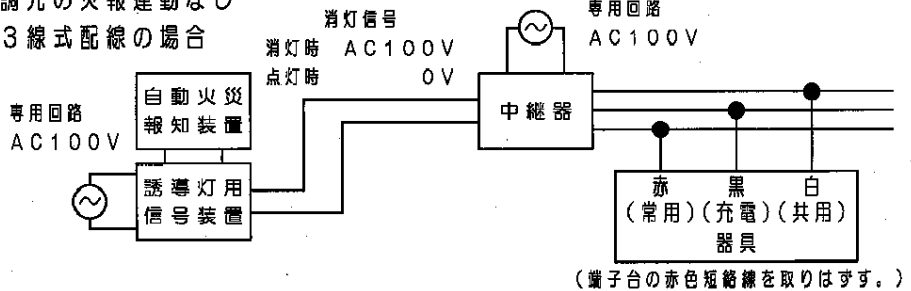 調光の火報連動なし
3線式配線の場合
消灯信号
消灯時 AC100V
点灯時 0V
専用回路
AC100V
専用回路
AC100V
自動火災
報知装置
中継器
誘導灯用
信号装置
赤 黒 白
(常用)(充電)(共用)
器具
(端子台の赤色短絡線を取りはずす。)